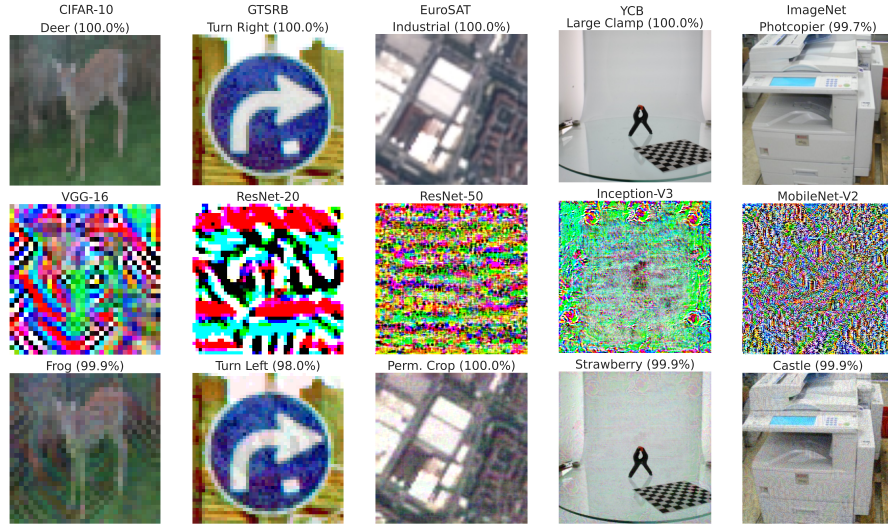 CIFAR-10
Deer (100.0%)
GTSRB
Turn Right (100.0%)
EuroSAT
Industrial (100.0%)
YCB
Large Clamp (100.0%)
ImageNet
Photcopier (99.7%)
VGG-16
ResNet-20
ResNet-50
Inception-V3
MobileNet-V2
Frog (99.9%)
Turn Left (98.0%)
Perm. Crop (100.0%)
Strawberry (99.9%)
Castle (99.9%)